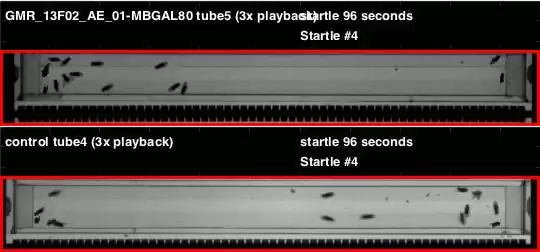 GMR_13F02_AE_01-MBGAL80 tube5 (3x playback)
startle 96 seconds
Startle #4
control tube4 (3x playback)
startle 96 seconds
Startle #4